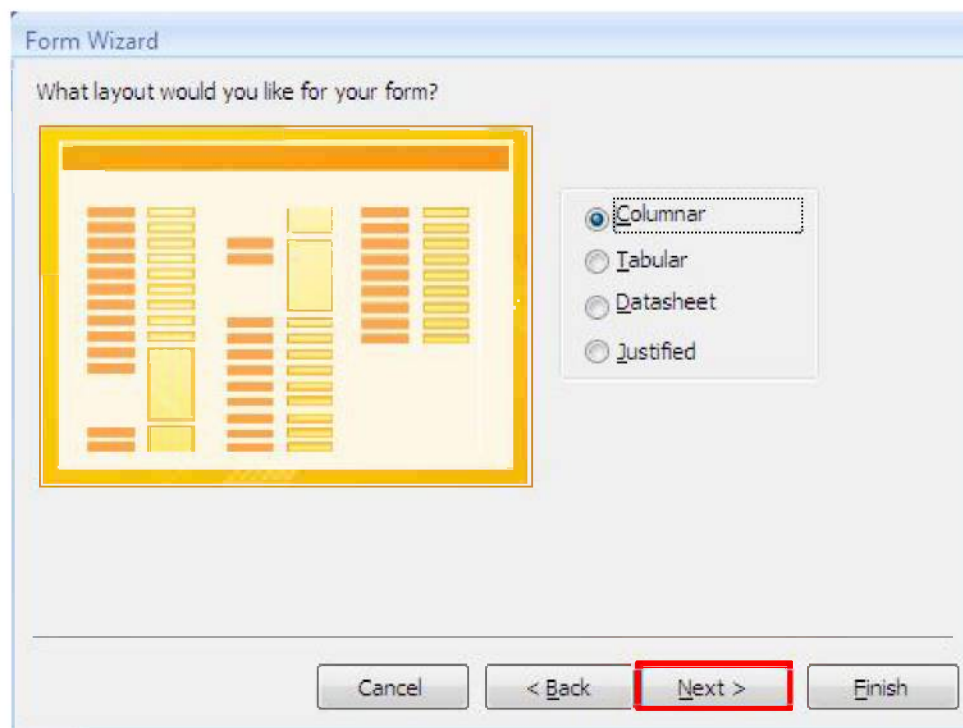 Form Wizard
What layout would you like for your form?
Columnar
Tabular
Datasheet
Justified
Cancel
< Back
Next >
Finish